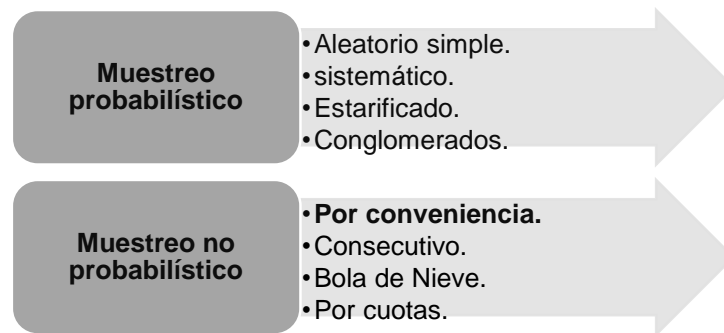 Muestreo
probabilístico
•Aleatorio simple.
•sistemático.
•Estarificado.
•Conglomerados.
Muestreo no
probabilístico
•Por conveniencia.
•Consecutivo.
•Bola de Nieve.
•Por cuotas.